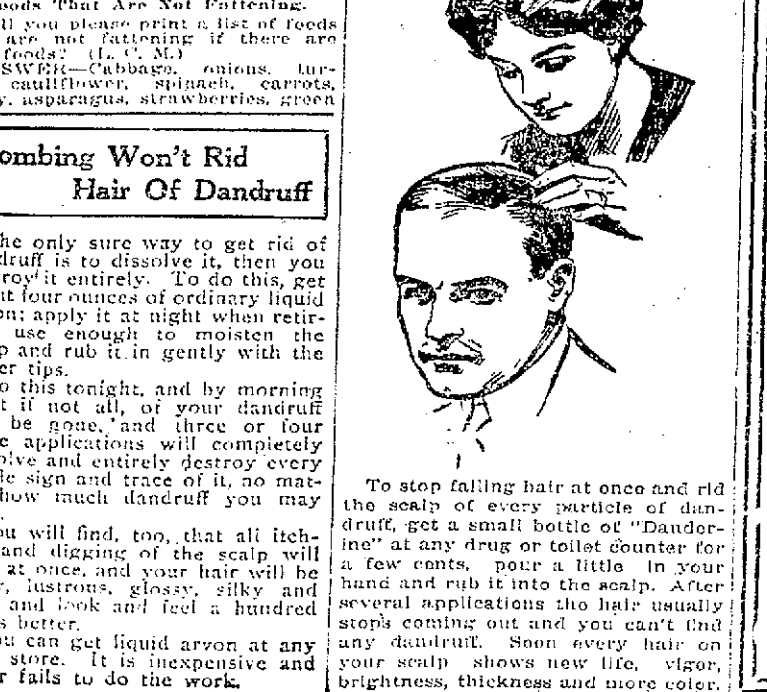 oods That Are Not Fattening.
ll you please print a list of foods
are not fattening if there are
foods? (L. C. M.)
SWER—Cabbage, onions, tur-
cauliflower, spinach, carrots,
y, asparagus, strawberries, green
ombing Won't Rid
Hair Of Dandruff
he only sure way to get rid of
druff is to dissolve it, then you
roy it entirely. To do this, get
ut four ounces of ordinary liquid
on; apply it at night when retir-
use enough to moisten the
p and rub it in gently with the
er tips.
o this tonight, and by morning
t if not all, of your dandruff
be gone, and three or four
e applications will completely
olve and entirely destroy every
le sign and trace of it, no mat-
how much dandruff you may
ou will find, too, that all itch-
and digging of the scalp will
at once, and your hair will be
, lustrous, glossy, silky and
and look and feel a hundred
s better.
ou can get liquid arvon at any
store. It is inexpensive and
r fails to do the work.
To stop falling hair at once and rid
the scalp of every particle of dan-
druff, get a small bottle of "Dander-
ine" at any drug or toilet counter for
a few cents, pour a little in your
hand and rub it into the scalp. After
several applications the hair usually
stops coming out and you can't find
any dandruff. Soon every hair on
your scalp shows new life, vigor,
brightness, thickness and more color.